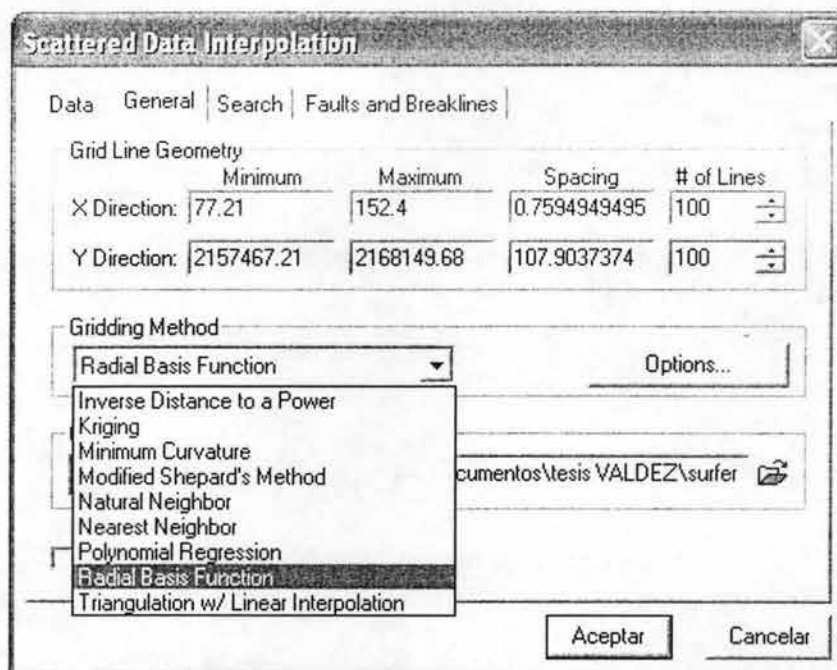 Scattered Data Interpolation
Data General Search Faults and Breaklines
Grid Line Geometry
Minimum Maximum Spacing # of Lines
X Direction: 77.21 152.4 0.7594949495 100
Y Direction: 2157467.21 2168149.68 107.9037374 100
Gridding Method
Radial Basis Function Options...
Inverse Distance to a Power
Kriging
Minimum Curvature
Modified Shepard's Method
cumentos\tesis VALDEZ\surfer
Natural Neighbor
Nearest Neighbor
Polynomial Regression
Radial Basis Function
Triangulation w/ Linear Interpolation
Aceptar Cancelar